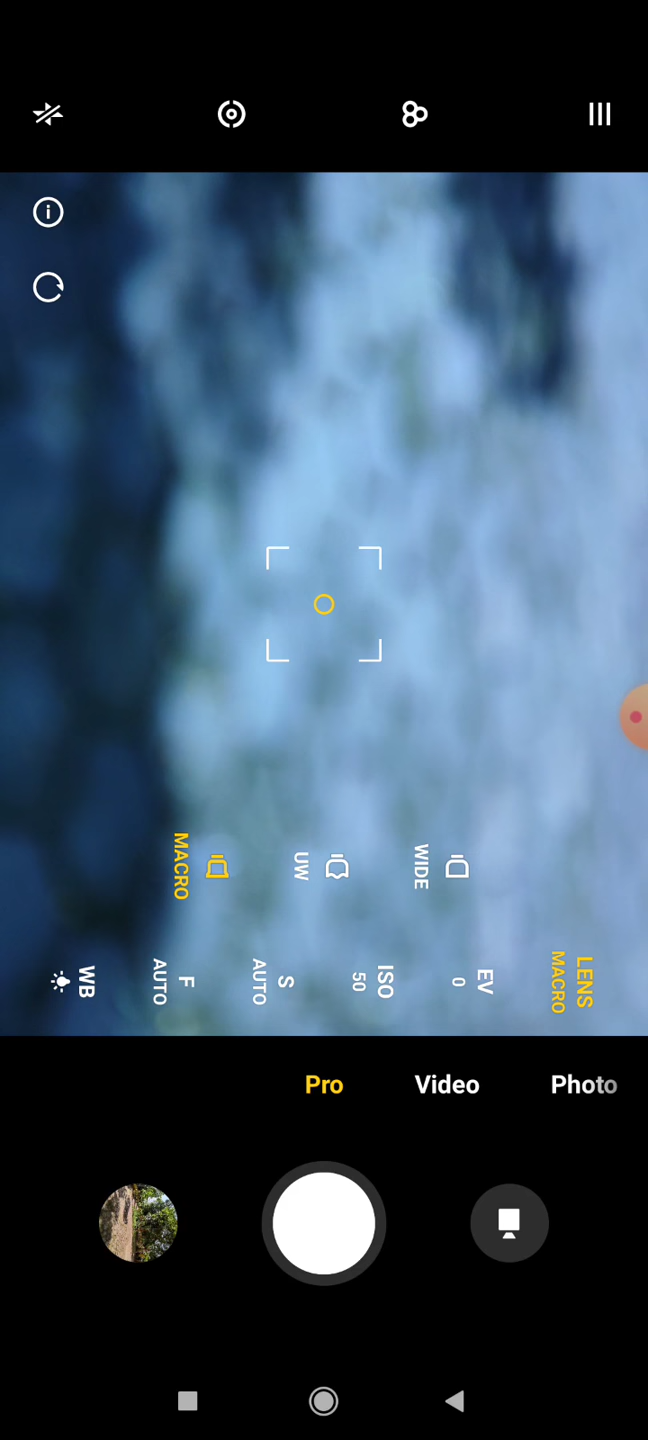 MACRO
UW
WIDE
WB
F
AUTO
S
AUTO
ISO
50
EV
0
LENS
MACRO
Pro
Video
Photo